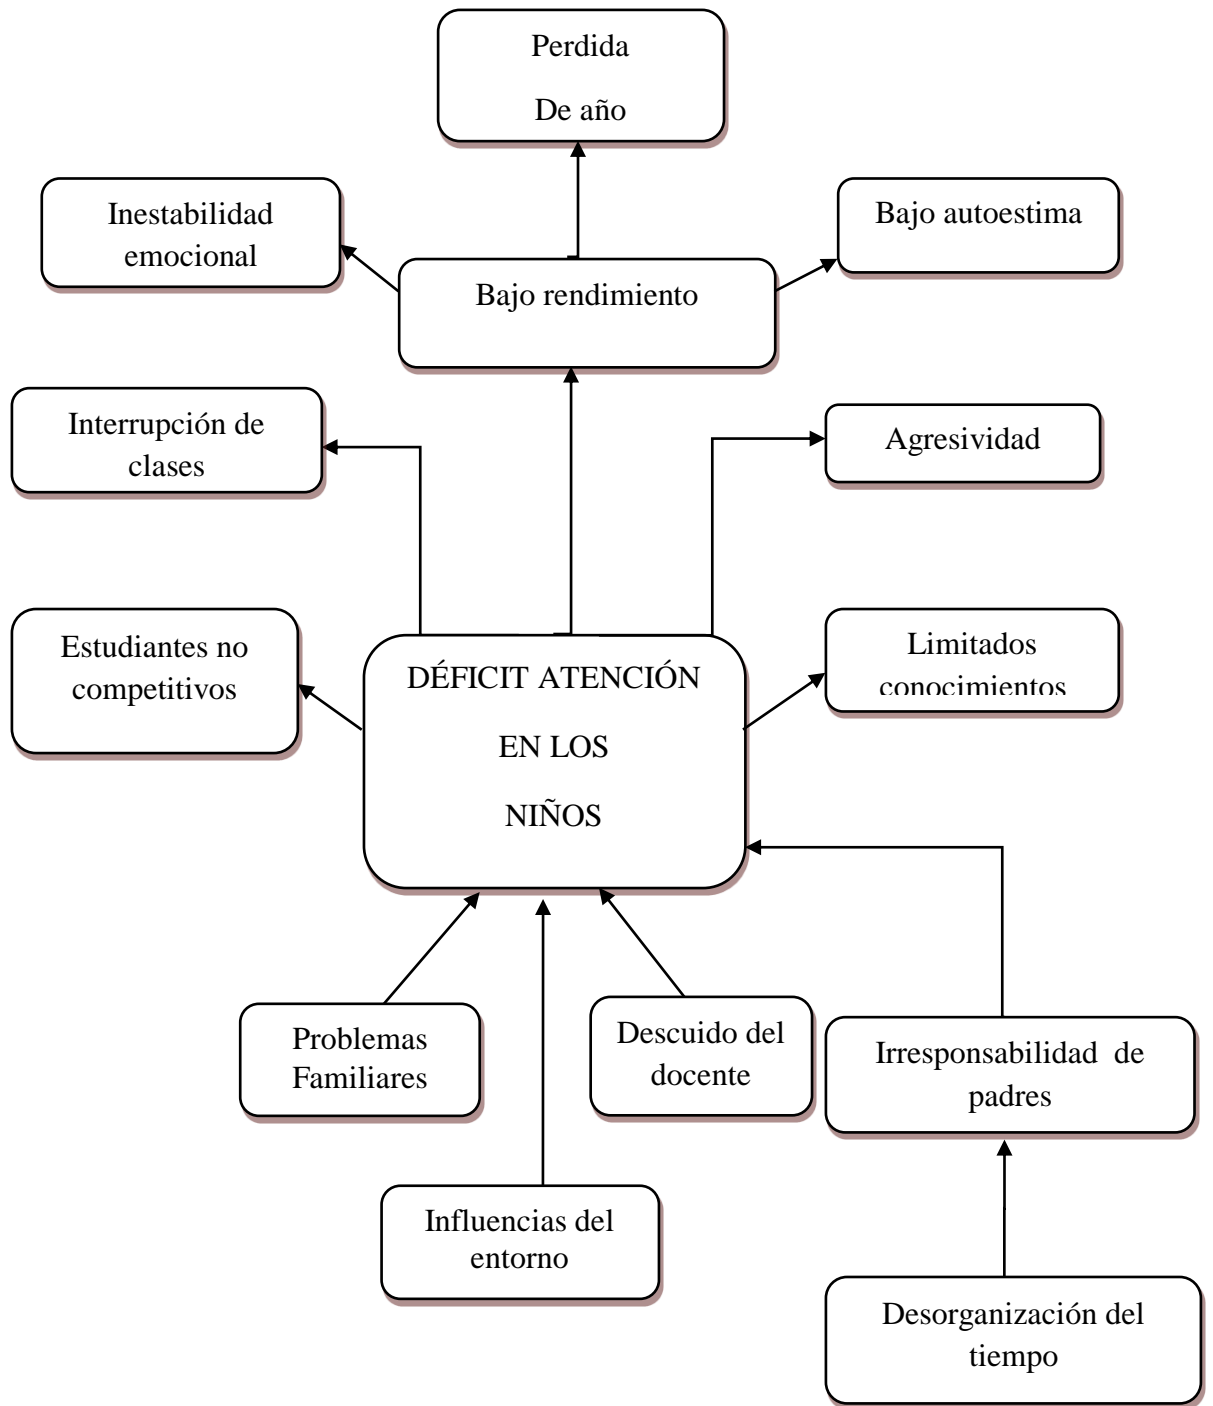 Perdida
De año
Inestabilidad
emocional
Bajo autoestima
Bajo rendimiento
Interrupción de
clases
Agresividad
Estudiantes no
competitivos
DÉFICIT ATENCIÓN
EN LOS
NIÑOS
Limitados
conocimientos
Problemas
Familiares
Descuido del
docente
Irresponsabilidad  de
padres
Influencias del
entorno
Desorganización del
tiempo